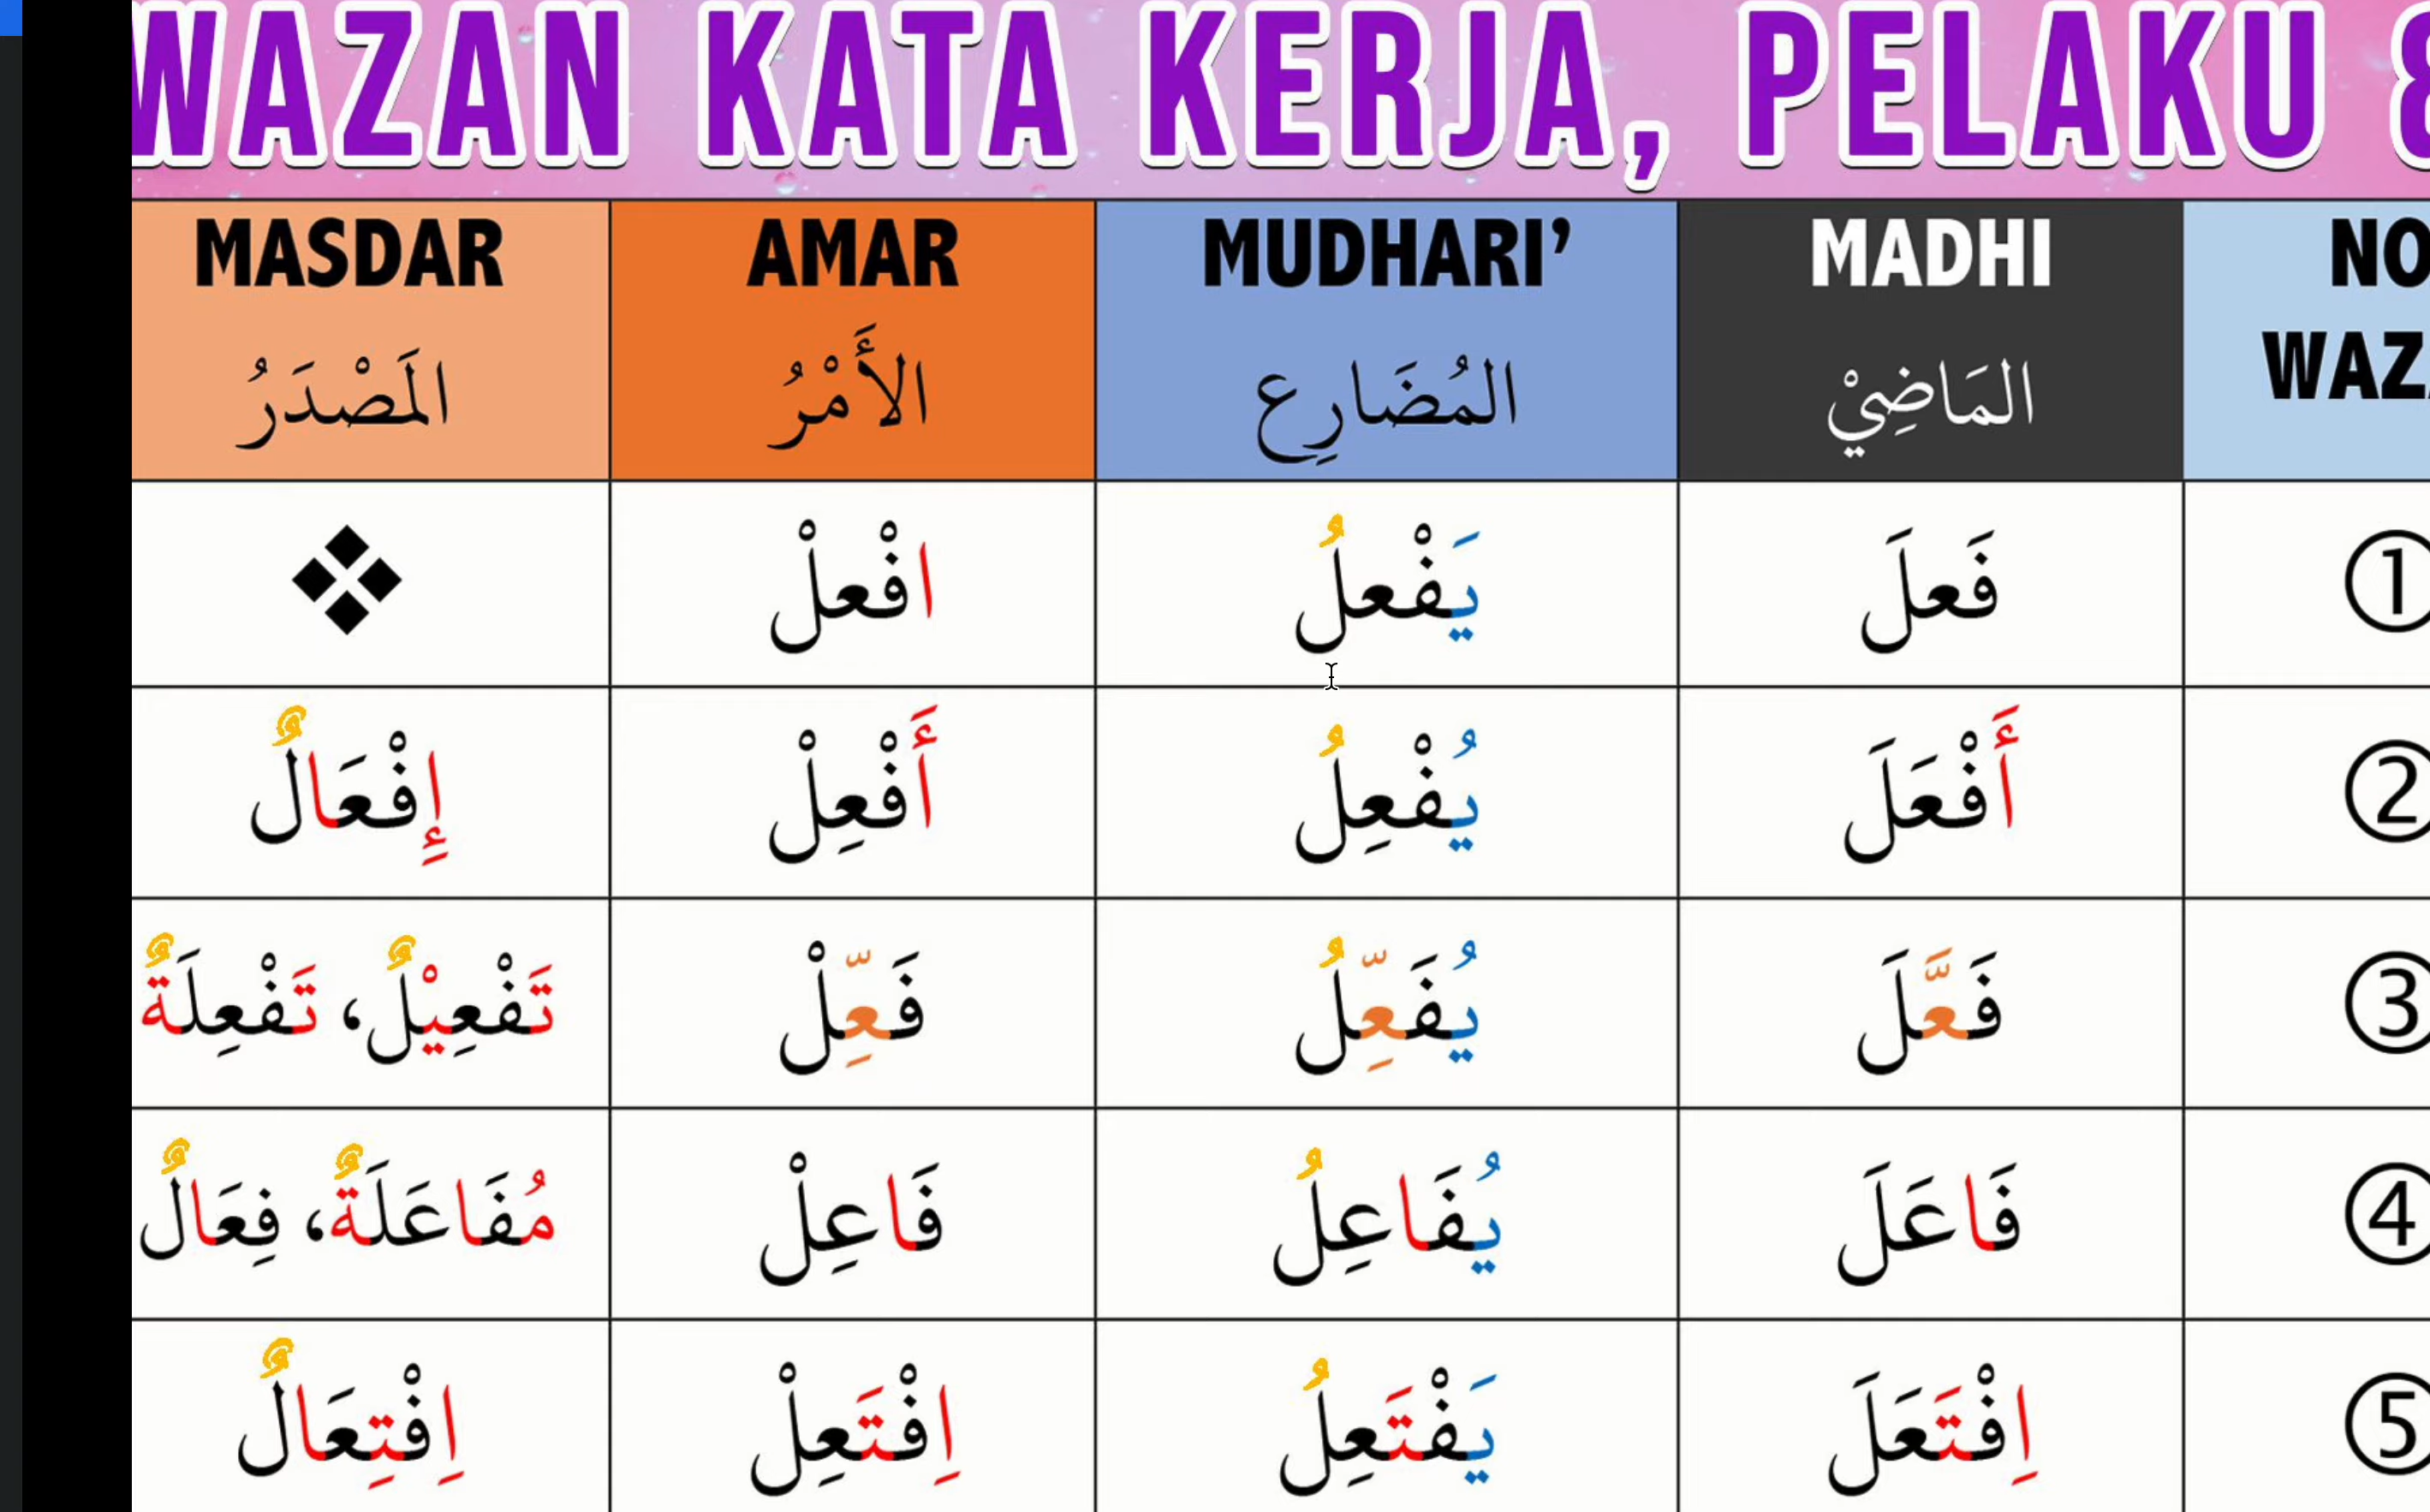 WAZAN KATA KERJA, PELAKU
NO MADHI MUDHARI’ AMAR MASDAR
المَاضِيْ المُضَارِع الأَمْرُ المَصْدَرُ
① فَعلَ يَفْعلُ افْعلْ
② أَفْعَلَ يُفْعِلُ أَفْعِلْ إِفْعَالٌ
③ فَعَّلَ يُفَعِّلُ فَعِّلْ تَفْعِيْلٌ، تَفْعِلَةٌ
④ فَاعَلَ يُفَاعِلُ فَاعِلْ مُفَاعَلَةٌ، فِعَالٌ
⑤ اِفْتَعَلَ يَفْتَعِلُ اِفْتَعِلْ اِفْتِعَالٌ